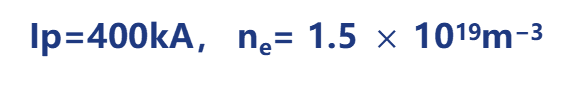 Ip=400kA, nₑ= 1.5 × 10¹⁹m⁻³